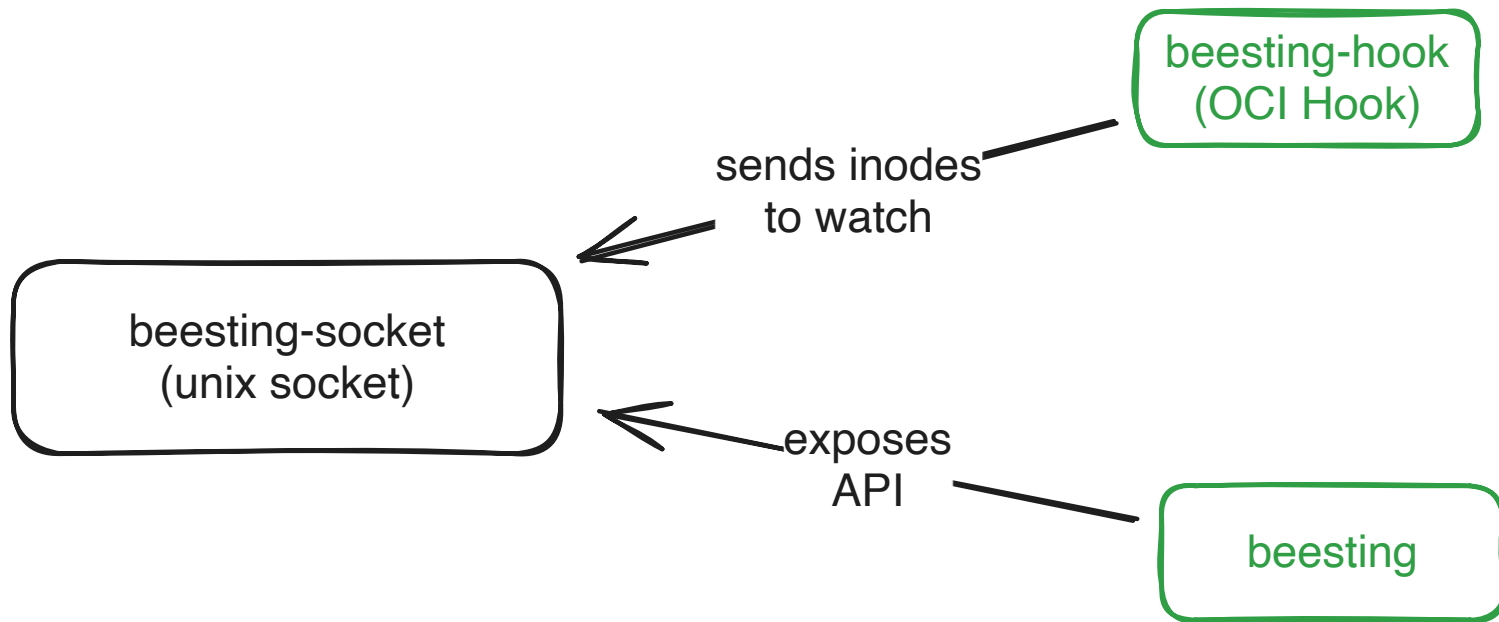 beesting-hook
(OCI Hook)
sends inodes
to watch
beesting-socket
(unix socket)
exposes
API
beesting